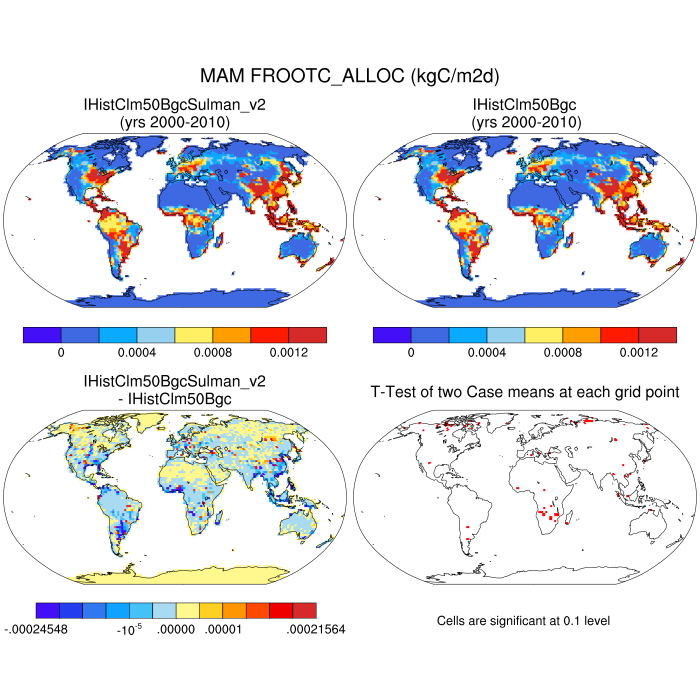 MAM FROOTC_ALLOC (kgC/m2d)
IHistClm50BgcSulman_v2
(yrs 2000-2010)
IHistClm50Bgc
(yrs 2000-2010)
0 0.0004 0.0008 0.0012
0 0.0004 0.0008 0.0012
IHistClm50BgcSulman_v2
- IHistClm50Bgc
T-Test of two Case means at each grid point
-.00024548 -10⁻⁵ .00000 .00001 .00021564
Cells are significant at 0.1 level